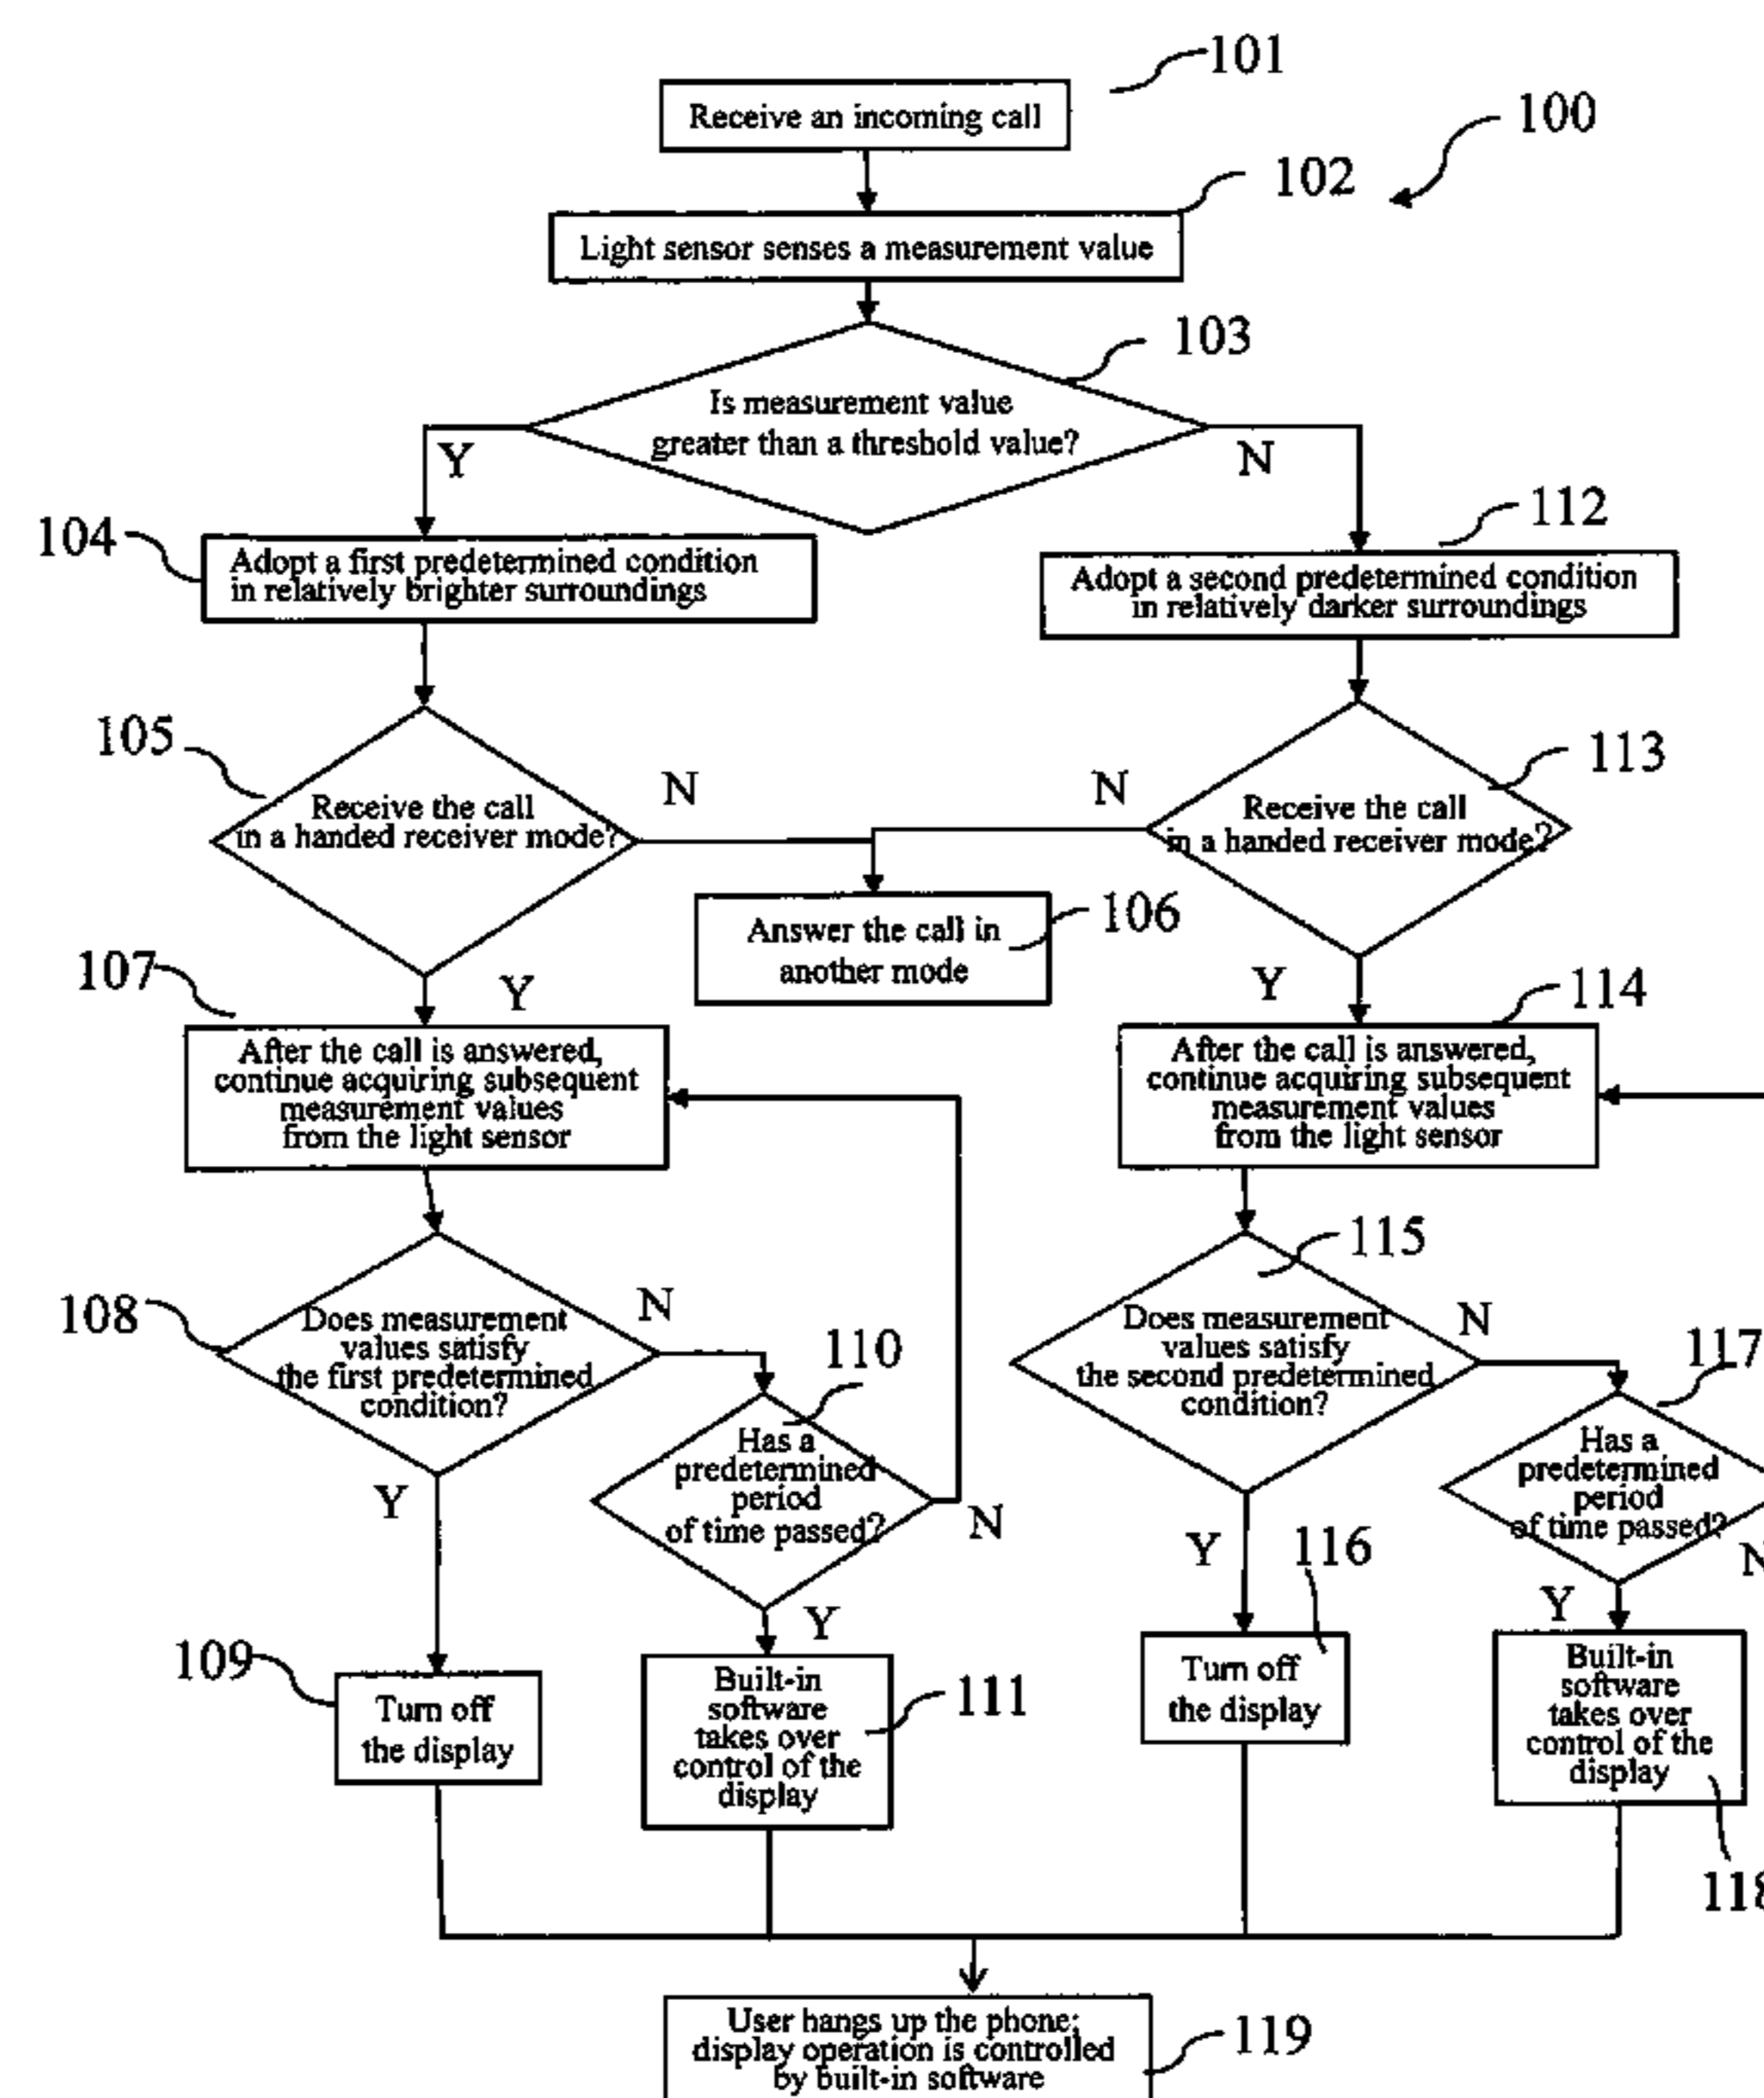 101
Receive an incoming call
100
102
Light sensor senses a measurement value
103
Is measurement value
greater than a threshold value?
Y
N
104
Adopt a first predetermined condition
in relatively brighter surroundings
112
Adopt a second predetermined condition
in relatively darker surroundings
105
Receive the call
in a handed receiver mode?
N
N
113
Receive the call
in a handed receiver mode?
106
Answer the call in
another mode
107
Y
Y
114
After the call is answered,
continue acquiring subsequent
measurement values
from the light sensor
After the call is answered,
continue acquiring subsequent
measurement values
from the light sensor
108
Does measurement
values satisfy
the first predetermined
condition?
N
110
Has a
predetermined
period
of time passed?
N
Y
115
Does measurement
values satisfy
the second predetermined
condition?
N
117
Has a
predetermined
period
of time passed?
N
Y
116
Y
Y
109
Turn off
the display
Built-in
software
takes over
control of the
display
111
Turn off
the display
Built-in
software
takes over
control of the
display
118
User hangs up the phone;
display operation is controlled
by built-in software
119